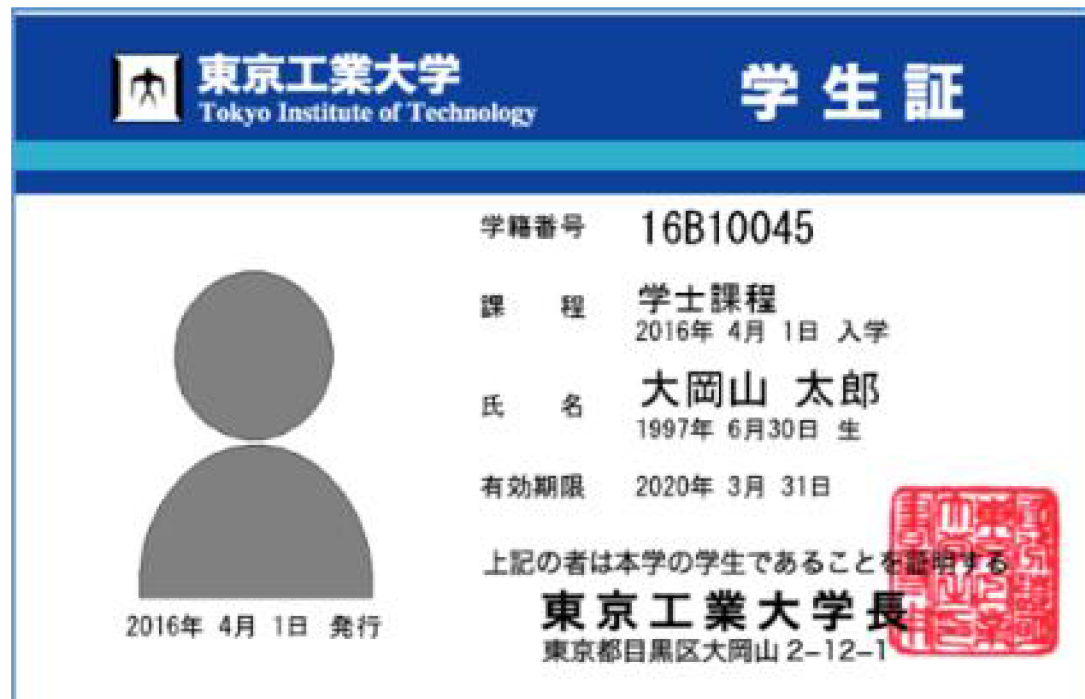 東京工業大学
Tokyo Institute of Technology
学生証
学籍番号 16B10045
課 程 学士課程
2016年 4月 1日 入学
氏 名 大岡山 太郎
1997年 6月30日 生
有効期限 2020年 3月 31日
上記の者は本学の学生であることを証明する
東京工業大学長
東京都目黒区大岡山2-12-1
2016年 4月 1日 発行